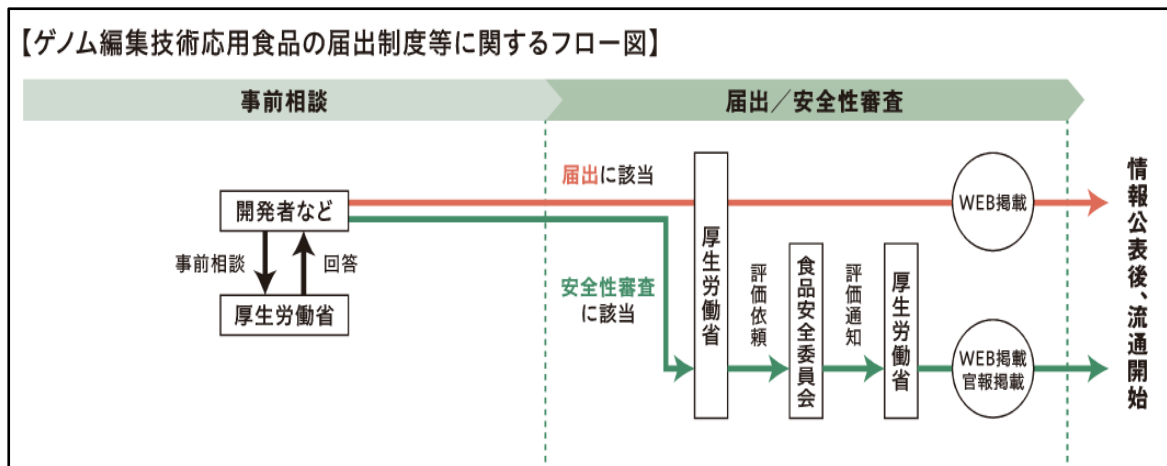 【ゲノム編集技術応用食品の届出制度等に関するフロー図】
事前相談
届出／安全性審査
届出に該当
開発者など
事前相談
回答
厚生労働省
安全性審査
に該当
厚生労働省
評価依頼
食品安全委員会
評価通知
厚生労働省
WEB掲載
WEB掲載
官報掲載
情報公表後、流通開始